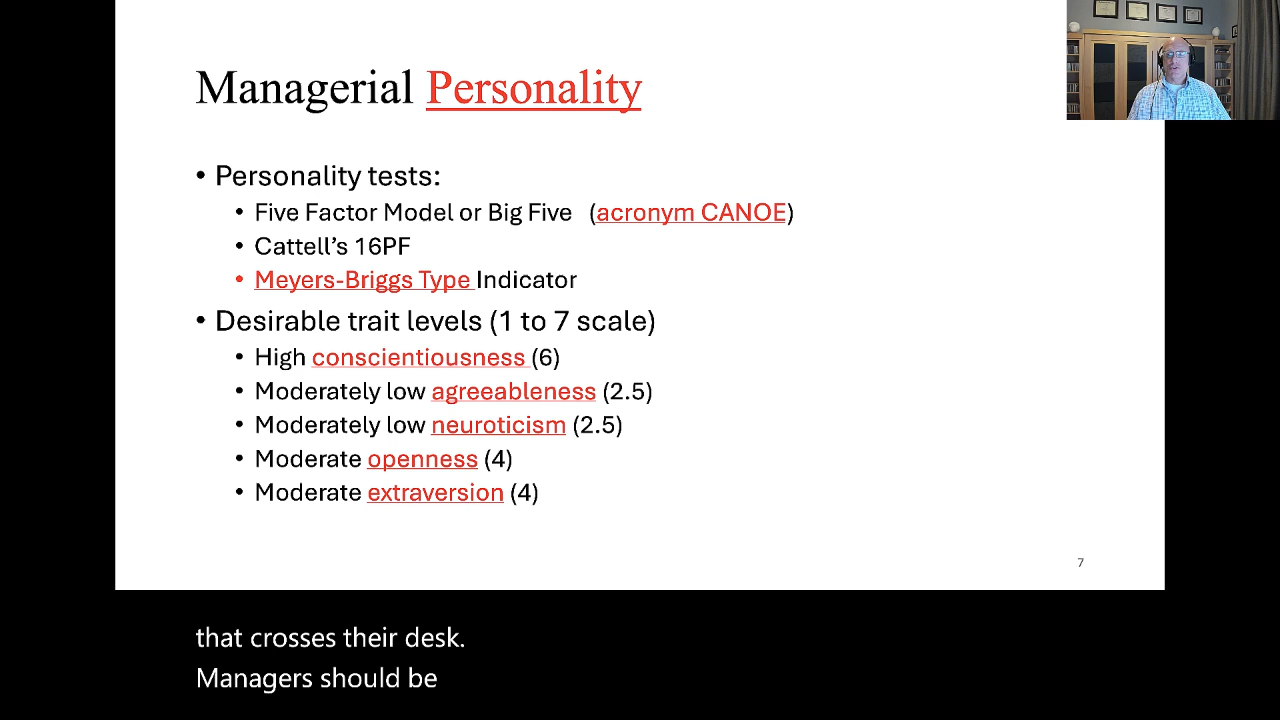 Managerial Personality
• Personality tests:
• Five Factor Model or Big Five (acronym CANOE)
• Cattell’s 16PF
• Meyers-Briggs Type Indicator
• Desirable trait levels (1 to 7 scale)
• High conscientiousness (6)
• Moderately low agreeableness (2.5)
• Moderately low neuroticism (2.5)
• Moderate openness (4)
• Moderate extraversion (4)
7
that crosses their desk.
Managers should be